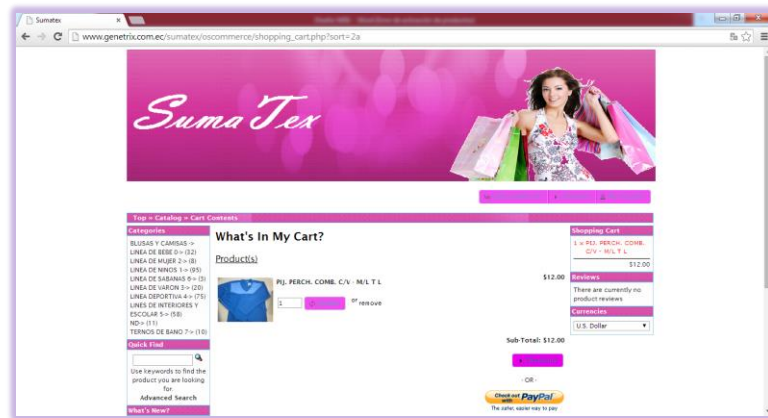 Sumatex
www.genetrix.com.ec/sumatex/oscommerce/shopping_cart.php?sort=2a
Suma Tex
Top » Catalog » Cart Contents
Categories
BLUSAS Y CAMISAS->
LINEA DE BEBE 0-> (32)
LINEA DE MUJER 2-> (8)
LINEA DE NINOS 1-> (95)
LINEA DE SABANAS 6-> (3)
LINEA DE VARON 3-> (20)
LINEA DEPORTIVA 4-> (75)
LINES DE INTERIORES Y
ESCOLAR 5-> (58)
ND-> (11)
TERNOS DE BANO 7-> (10)
Quick Find
Use keywords to find the
product you are looking
for.
Advanced Search
What's New?
What's In My Cart?
Product(s)
PIJ. PERCH. COMB. C/V - M/L T L
$12.00
1
or remove
Sub-Total: $12.00
- OR -
Check out
with PayPal
The safer, easier way to pay
Shopping Cart
1 x PIJ. PERCH. COMB.
C/V - M/L T L
$12.00
Reviews
There are currently no
product reviews
Currencies
U.S. Dollar